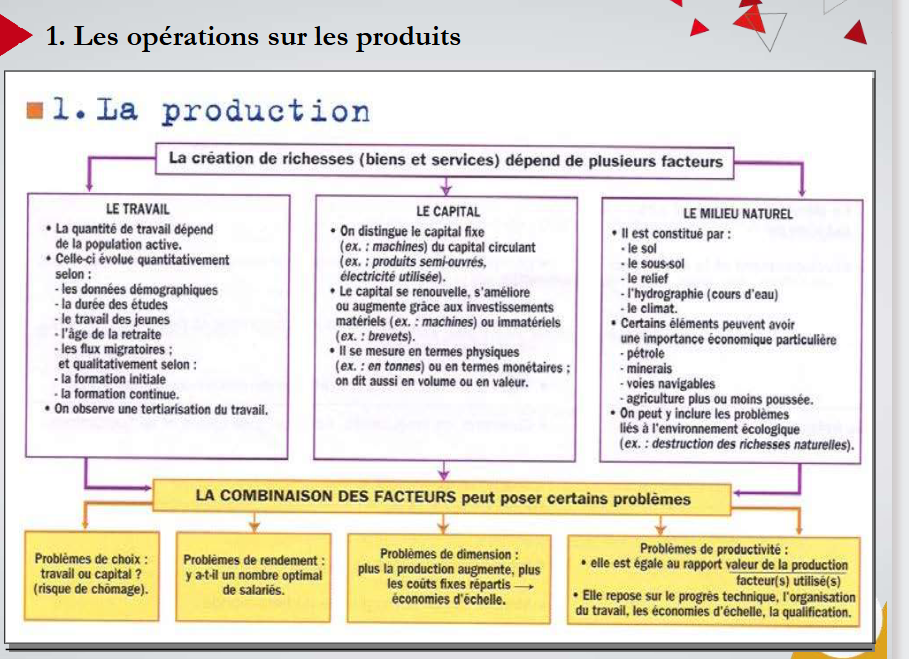 1. Les opérations sur les produits
1. La production
La création de richesses (biens et services) dépend de plusieurs facteurs
LE TRAVAIL
• La quantité de travail dépend
de la population active.
• Celle-ci évolue quantitativement
selon :
- les données démographiques
- la durée des études
- le travail des jeunes
- l'âge de la retraite
- les flux migratoires ;
et qualitativement selon :
- la formation initiale
- la formation continue.
• On observe une tertiarisation du travail.
LE CAPITAL
• On distingue le capital fixe
(ex. : machines) du capital circulant
(ex. : produits semi-ouvrés,
électricité utilisée).
• Le capital se renouvelle, s'améliore
ou augmente grâce aux investissements
matériels (ex. : machines) ou immatériels
(ex. : brevets).
• Il se mesure en termes physiques
(ex. : en tonnes) ou en termes monétaires ;
on dit aussi en volume ou en valeur.
LE MILIEU NATUREL
• Il est constitué par :
- le sol
- le sous-sol
- le relief
- l'hydrographie (cours d'eau)
- le climat.
• Certains éléments peuvent avoir
une importance économique particulière
- pétrole
- minerais
- voies navigables
- agriculture plus ou moins poussée.
• On peut y inclure les problèmes
liés à l'environnement écologique
(ex. : destruction des richesses naturelles).
LA COMBINAISON DES FACTEURS peut poser certains problèmes
Problèmes de choix :
travail ou capital ?
(risque de chômage).
Problèmes de rendement :
y a-t-il un nombre optimal
de salariés.
Problèmes de dimension :
plus la production augmente, plus
les coûts fixes répartis →
économies d'échelle.
Problèmes de productivité :
• elle est égale au rapport valeur de la production
facteur(s) utilisé(s)
• Elle repose sur le progrès technique, l'organisation
du travail, les économies d'échelle, la qualification.